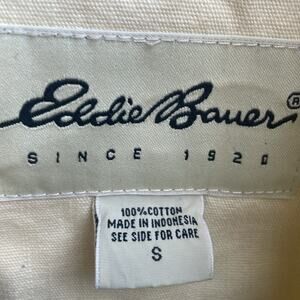 Eddie Bauer ®
SINCE 1920
100% COTTON
MADE IN INDONESIA
SEE SIDE FOR CARE
S